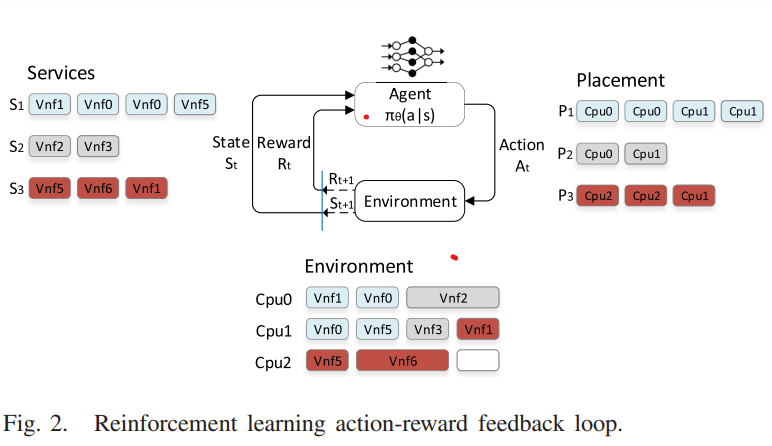 Services
S1 Vnf1 Vnf0 Vnf0 Vnf5
S2 Vnf2 Vnf3
S3 Vnf5 Vnf6 Vnf1
Agent
πθ(a|s)
State
St
Reward
Rt
Action
At
Rt+1
St+1
Environment
Placement
P1 Cpu0 Cpu0 Cpu1 Cpu1
P2 Cpu0 Cpu1
P3 Cpu2 Cpu2 Cpu1
Environment
Cpu0 Vnf1 Vnf0 Vnf2
Cpu1 Vnf0 Vnf5 Vnf3 Vnf1
Cpu2 Vnf5 Vnf6
Fig. 2. Reinforcement learning action-reward feedback loop.